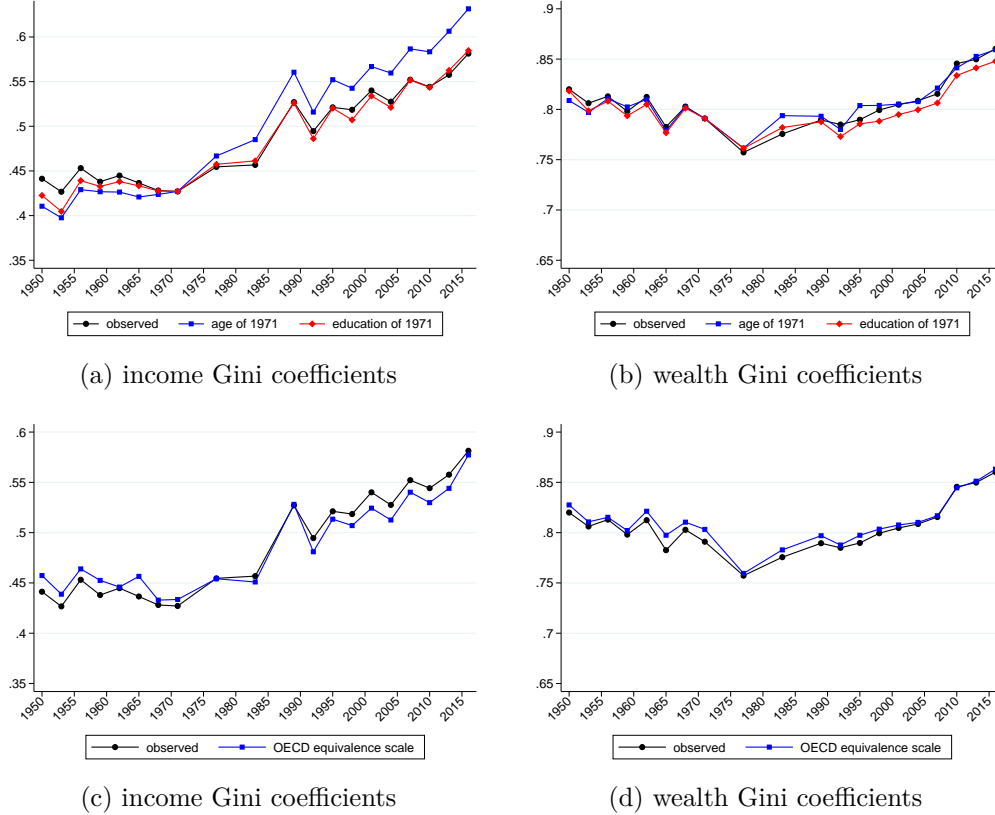 .6
.55
.5
.45
.4
.35
1950 1955 1960 1965 1970 1975 1980 1985 1990 1995 2000 2005 2010 2015
observed age of 1971 education of 1971
(a) income Gini coefficients
.9
.85
.8
.75
.7
.65
1950 1955 1960 1965 1970 1975 1980 1985 1990 1995 2000 2005 2010 2015
observed age of 1971 education of 1971
(b) wealth Gini coefficients
.6
.55
.5
.45
.4
.35
1950 1955 1960 1965 1970 1975 1980 1985 1990 1995 2000 2005 2010 2015
observed OECD equivalence scale
(c) income Gini coefficients
.9
.85
.8
.75
.7
.65
1950 1955 1960 1965 1970 1975 1980 1985 1990 1995 2000 2005 2010 2015
observed OECD equivalence scale
(d) wealth Gini coefficients